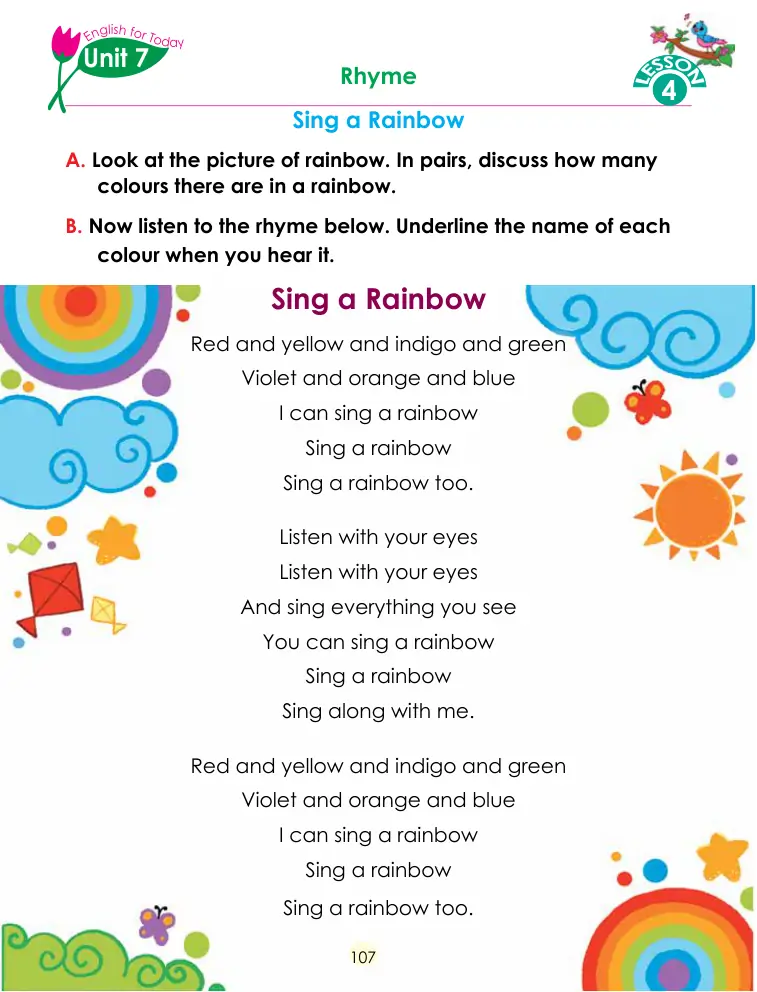 English for Today
Unit 7
Rhyme
LESSON
4
Sing a Rainbow
A. Look at the picture of rainbow. In pairs, discuss how many
colours there are in a rainbow.
B. Now listen to the rhyme below. Underline the name of each
colour when you hear it.
Sing a Rainbow
Red and yellow and indigo and green
Violet and orange and blue
I can sing a rainbow
Sing a rainbow
Sing a rainbow too.
Listen with your eyes
Listen with your eyes
And sing everything you see
You can sing a rainbow
Sing a rainbow
Sing along with me.
Red and yellow and indigo and green
Violet and orange and blue
I can sing a rainbow
Sing a rainbow
Sing a rainbow too.
107